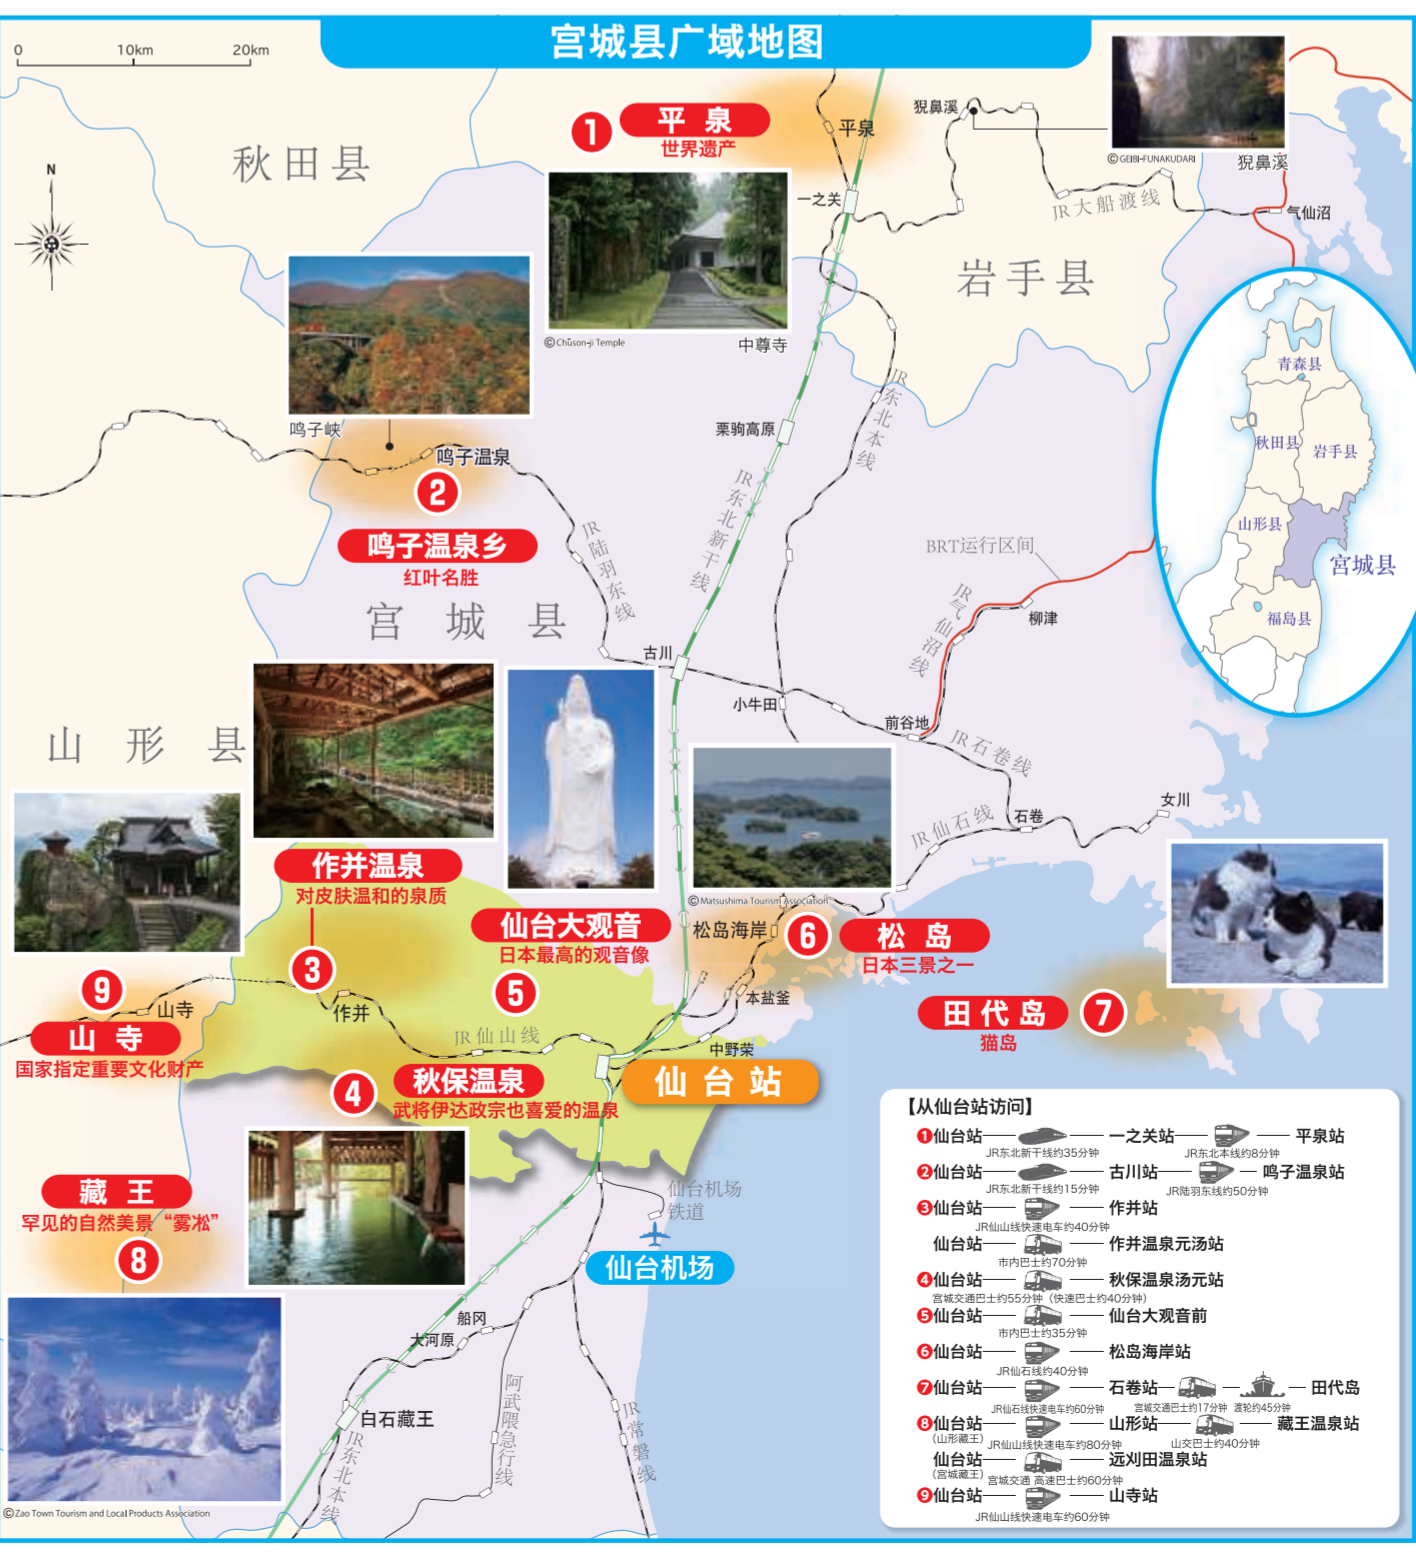 宫城县广域地图
0 10km 20km
N
秋田县
岩手县
宫城县
山形县
1 平泉
世界遗产
平泉
一之关
猊鼻溪
©GEIBI-FUNAKUDARI
猊鼻溪
JR大船渡线
气仙沼
©Chūson-ji Temple
中尊寺
鸣子峡
鸣子温泉
2
鸣子温泉乡
红叶名胜
栗驹高原
JR东北新干线
JR东北本线
JR陆羽东线
BRT运行区间
JR气仙沼线
柳津
古川
小牛田
前谷地
JR石卷线
JR仙石线
石卷
女川
青森县
秋田县
岩手县
山形县
宫城县
福岛县
作并温泉
对皮肤温和的泉质
3
作并
仙台大观音
日本最高的观音像
5
©Matsushima Tourism Association
松岛海岸
6 松岛
日本三景之一
本盐釜
中野荣
田代岛 7
猫岛
9
山寺
山寺
国家指定重要文化财产
JR仙山线
仙台站
4 秋保温泉
武将伊达政宗也喜爱的温泉
藏王
罕见的自然美景“雾凇”
8
仙台机场
铁道
仙台机场
船冈
大河原
白石藏王
JR东北本线
阿武隈急行线
JR常磐线
©Zao Town Tourism and Local Products Association
【从仙台站访问】
1 仙台站 一之关站 平泉站
JR东北新干线约35分钟 JR东北本线约8分钟
2 仙台站 古川站 鸣子温泉站
JR东北新干线约15分钟 JR陆羽东线约50分钟
3 仙台站 作并站
JR仙山线快速电车约40分钟
仙台站 作并温泉元汤站
市内巴士约70分钟
4 仙台站 秋保温泉汤元站
宫城交通巴士约55分钟（快速巴士约40分钟）
5 仙台站 仙台大观音前
市内巴士约35分钟
6 仙台站 松岛海岸站
JR仙石线约40分钟
7 仙台站 石卷站 田代岛
JR仙石线快速电车约60分钟 宫城交通巴士约17分钟 渡轮约45分钟
8 仙台站 山形站 藏王温泉站
（山形藏王） JR仙山线快速电车约80分钟 山交巴士约40分钟
仙台站 远刈田温泉站
（宫城藏王） 宫城交通 高速巴士约60分钟
9 仙台站 山寺站
JR仙山线快速电车约60分钟